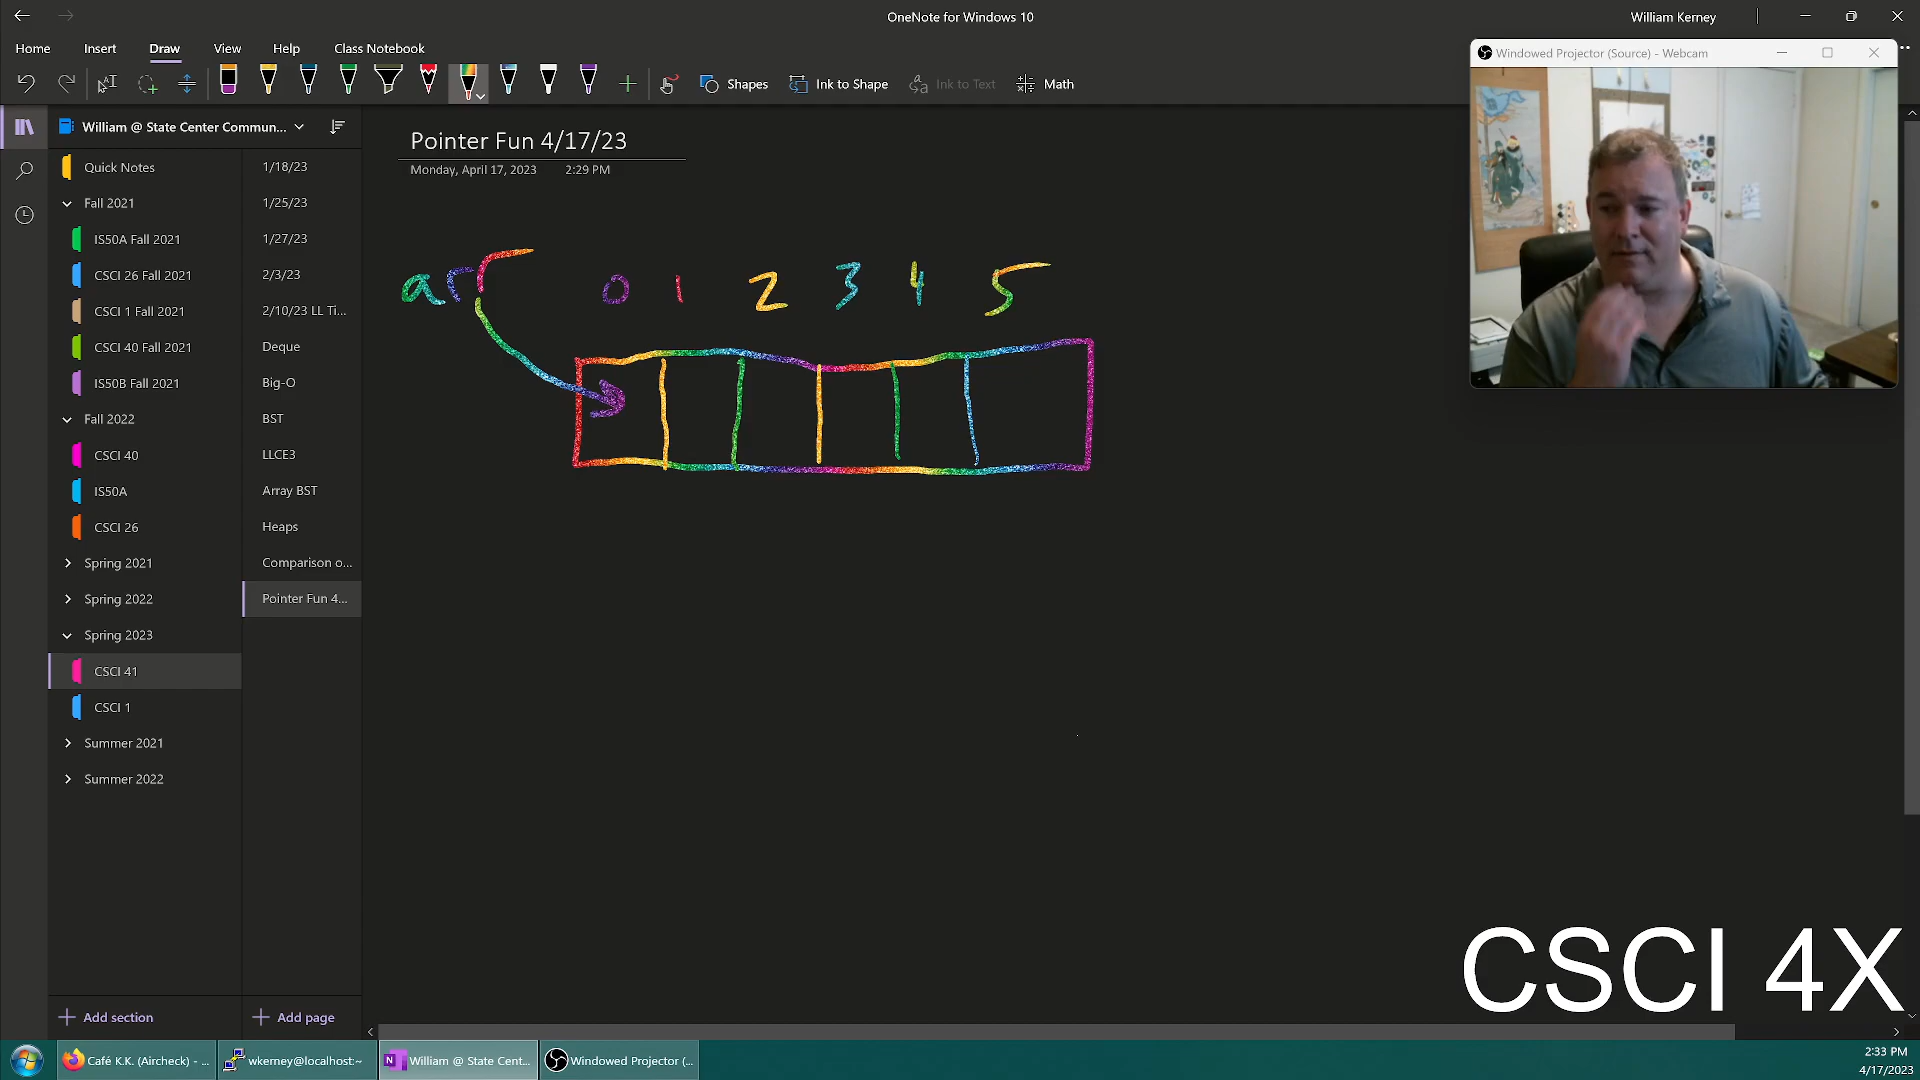 OneNote for Windows 10
William Kerney
Home Insert Draw View Help Class Notebook
Shapes Ink to Shape Ink to Text Math
Windowed Projector (Source) - Webcam
William @ State Center Commun...
Quick Notes
Fall 2021
IS50A Fall 2021
CSCI 26 Fall 2021
CSCI 1 Fall 2021
CSCI 40 Fall 2021
IS50B Fall 2021
Fall 2022
CSCI 40
IS50A
CSCI 26
Spring 2021
Spring 2022
Spring 2023
CSCI 41
CSCI 1
Summer 2021
Summer 2022
Add section
1/18/23
1/25/23
1/27/23
2/3/23
2/10/23 LL Ti...
Deque
Big-O
BST
LLCE3
Array BST
Heaps
Comparison o...
Pointer Fun 4...
Add page
Pointer Fun 4/17/23
Monday, April 17, 2023 2:29 PM
arr 0 1 2 3 4 5
CSCI 4X
Café K.K. (Aircheck) - ...
wkerney@localhost:~
William @ State Cent...
Windowed Projector (...
2:33 PM
4/17/2023